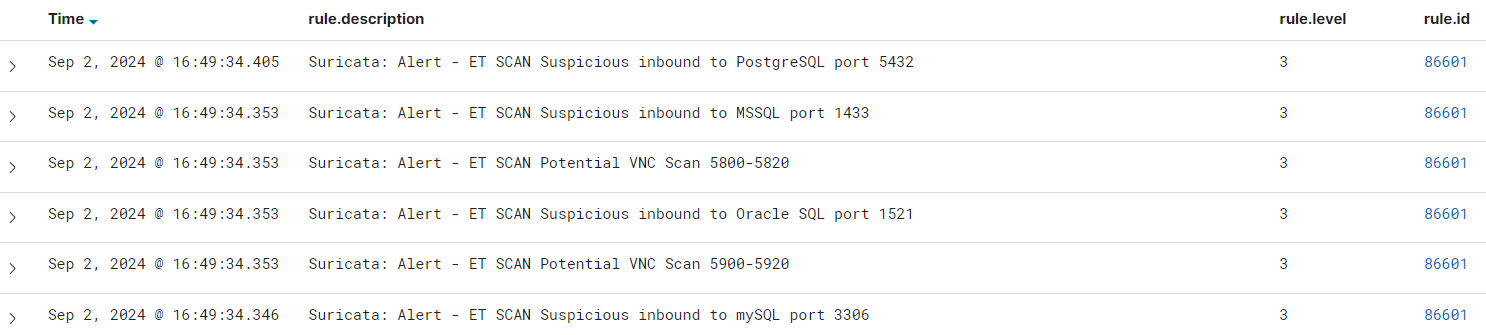 Time rule.description rule.level rule.id
Sep 2, 2024 @ 16:49:34.405 Suricata: Alert - ET SCAN Suspicious inbound to PostgreSQL port 5432 3 86601
Sep 2, 2024 @ 16:49:34.353 Suricata: Alert - ET SCAN Suspicious inbound to MSSQL port 1433 3 86601
Sep 2, 2024 @ 16:49:34.353 Suricata: Alert - ET SCAN Potential VNC Scan 5800-5820 3 86601
Sep 2, 2024 @ 16:49:34.353 Suricata: Alert - ET SCAN Suspicious inbound to Oracle SQL port 1521 3 86601
Sep 2, 2024 @ 16:49:34.353 Suricata: Alert - ET SCAN Potential VNC Scan 5900-5920 3 86601
Sep 2, 2024 @ 16:49:34.346 Suricata: Alert - ET SCAN Suspicious inbound to mySQL port 3306 3 86601